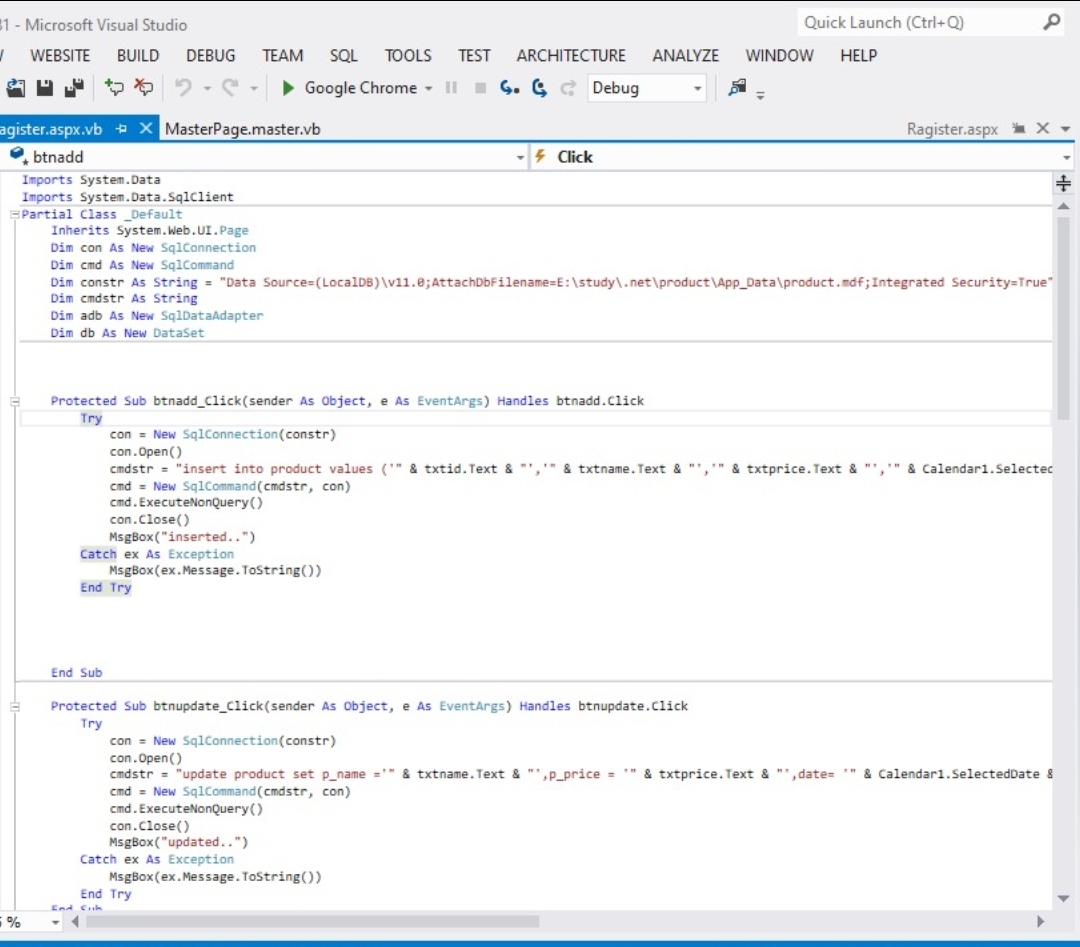 31 - Microsoft Visual Studio
Quick Launch (Ctrl+Q)
WEBSITE BUILD DEBUG TEAM SQL TOOLS TEST ARCHITECTURE ANALYZE WINDOW HELP
Google Chrome Debug
agister.aspx.vb MasterPage.master.vb Ragister.aspx
btnadd Click
Imports System.Data
Imports System.Data.SqlClient
Partial Class _Default
Inherits System.Web.UI.Page
Dim con As New SqlConnection
Dim cmd As New SqlCommand
Dim constr As String = "Data Source=(LocalDB)\v11.0;AttachDbFilename=E:\study\.net\product\App_Data\product.mdf;Integrated Security=True"
Dim cmdstr As String
Dim adb As New SqlDataAdapter
Dim db As New DataSet
Protected Sub btnadd_Click(sender As Object, e As EventArgs) Handles btnadd.Click
Try
con = New SqlConnection(constr)
con.Open()
cmdstr = "insert into product values ('" & txtid.Text & "','" & txtname.Text & "','" & txtprice.Text & "','" & Calendar1.Selected
cmd = New SqlCommand(cmdstr, con)
cmd.ExecuteNonQuery()
con.Close()
MsgBox("inserted..")
Catch ex As Exception
MsgBox(ex.Message.ToString())
End Try
End Sub
Protected Sub btnupdate_Click(sender As Object, e As EventArgs) Handles btnupdate.Click
Try
con = New SqlConnection(constr)
con.Open()
cmdstr = "update product set p_name ='" & txtname.Text & "',p_price = '" & txtprice.Text & "',date= '" & Calendar1.SelectedDate &
cmd = New SqlCommand(cmdstr, con)
cmd.ExecuteNonQuery()
con.Close()
MsgBox("updated..")
Catch ex As Exception
MsgBox(ex.Message.ToString())
End Try
End Sub
%